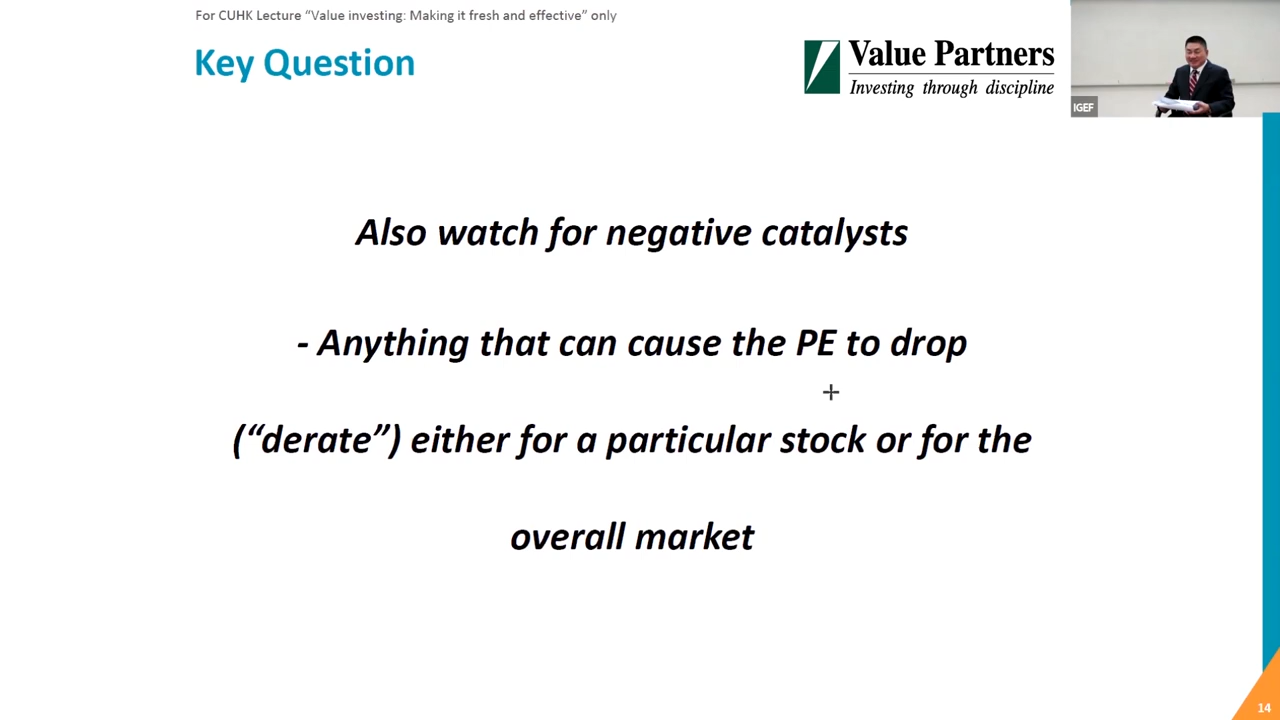 For CUHK Lecture “Value investing: Making it fresh and effective” only
Key Question
Value Partners
Investing through discipline
IGEF
Also watch for negative catalysts
- Anything that can cause the PE to drop
(“derate”) either for a particular stock or for the
overall market
14